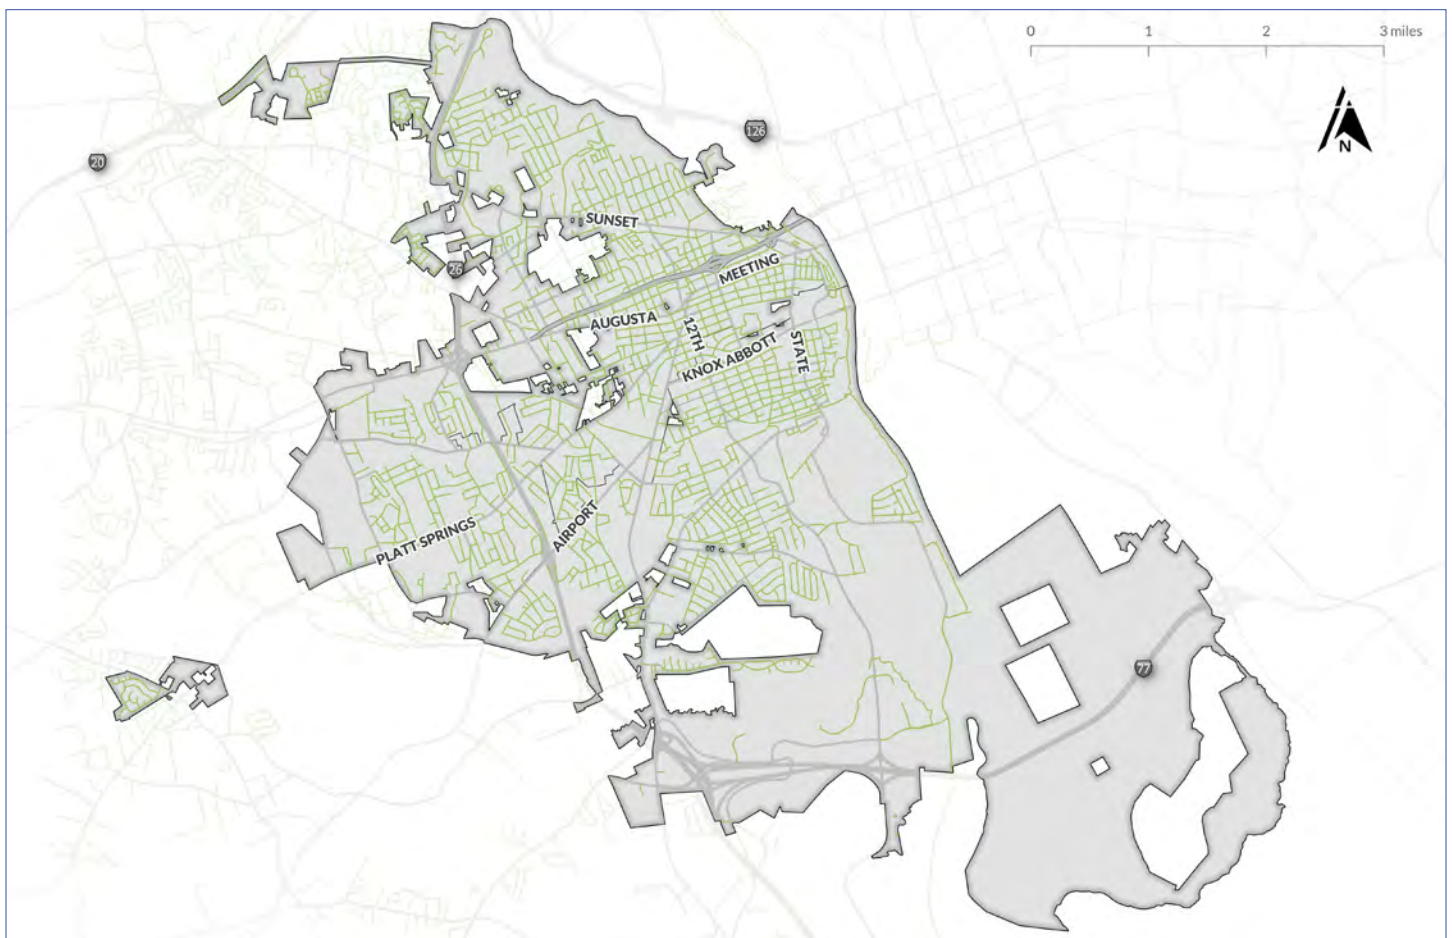 0 1 2 3 miles
N
126
20
SUNSET
26
MEETING
AUGUSTA
12TH
KNOX ABBOTT
STATE
PLATT SPRINGS
AIRPORT
77